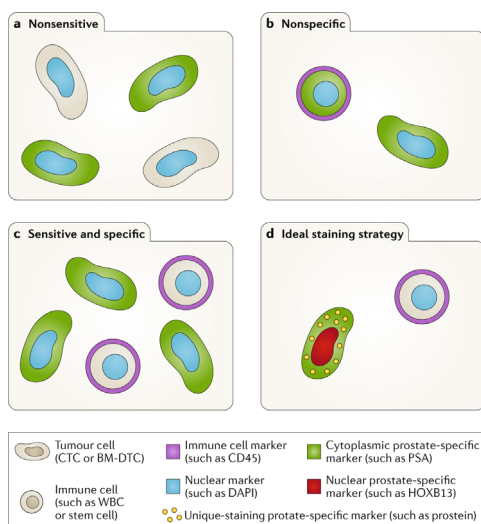 a Nonsensitive
b Nonspecific
c Sensitive and specific
d Ideal staining strategy
Tumour cell
(CTC or BM-DTC)
Immune cell
(such as WBC
or stem cell)
Immune cell marker
(such as CD45)
Nuclear marker
(such as DAPI)
Cytoplasmic prostate-specific
marker (such as PSA)
Nuclear prostate-specific
marker (such as HOXB13)
Unique-staining protate-specific marker (such as protein)